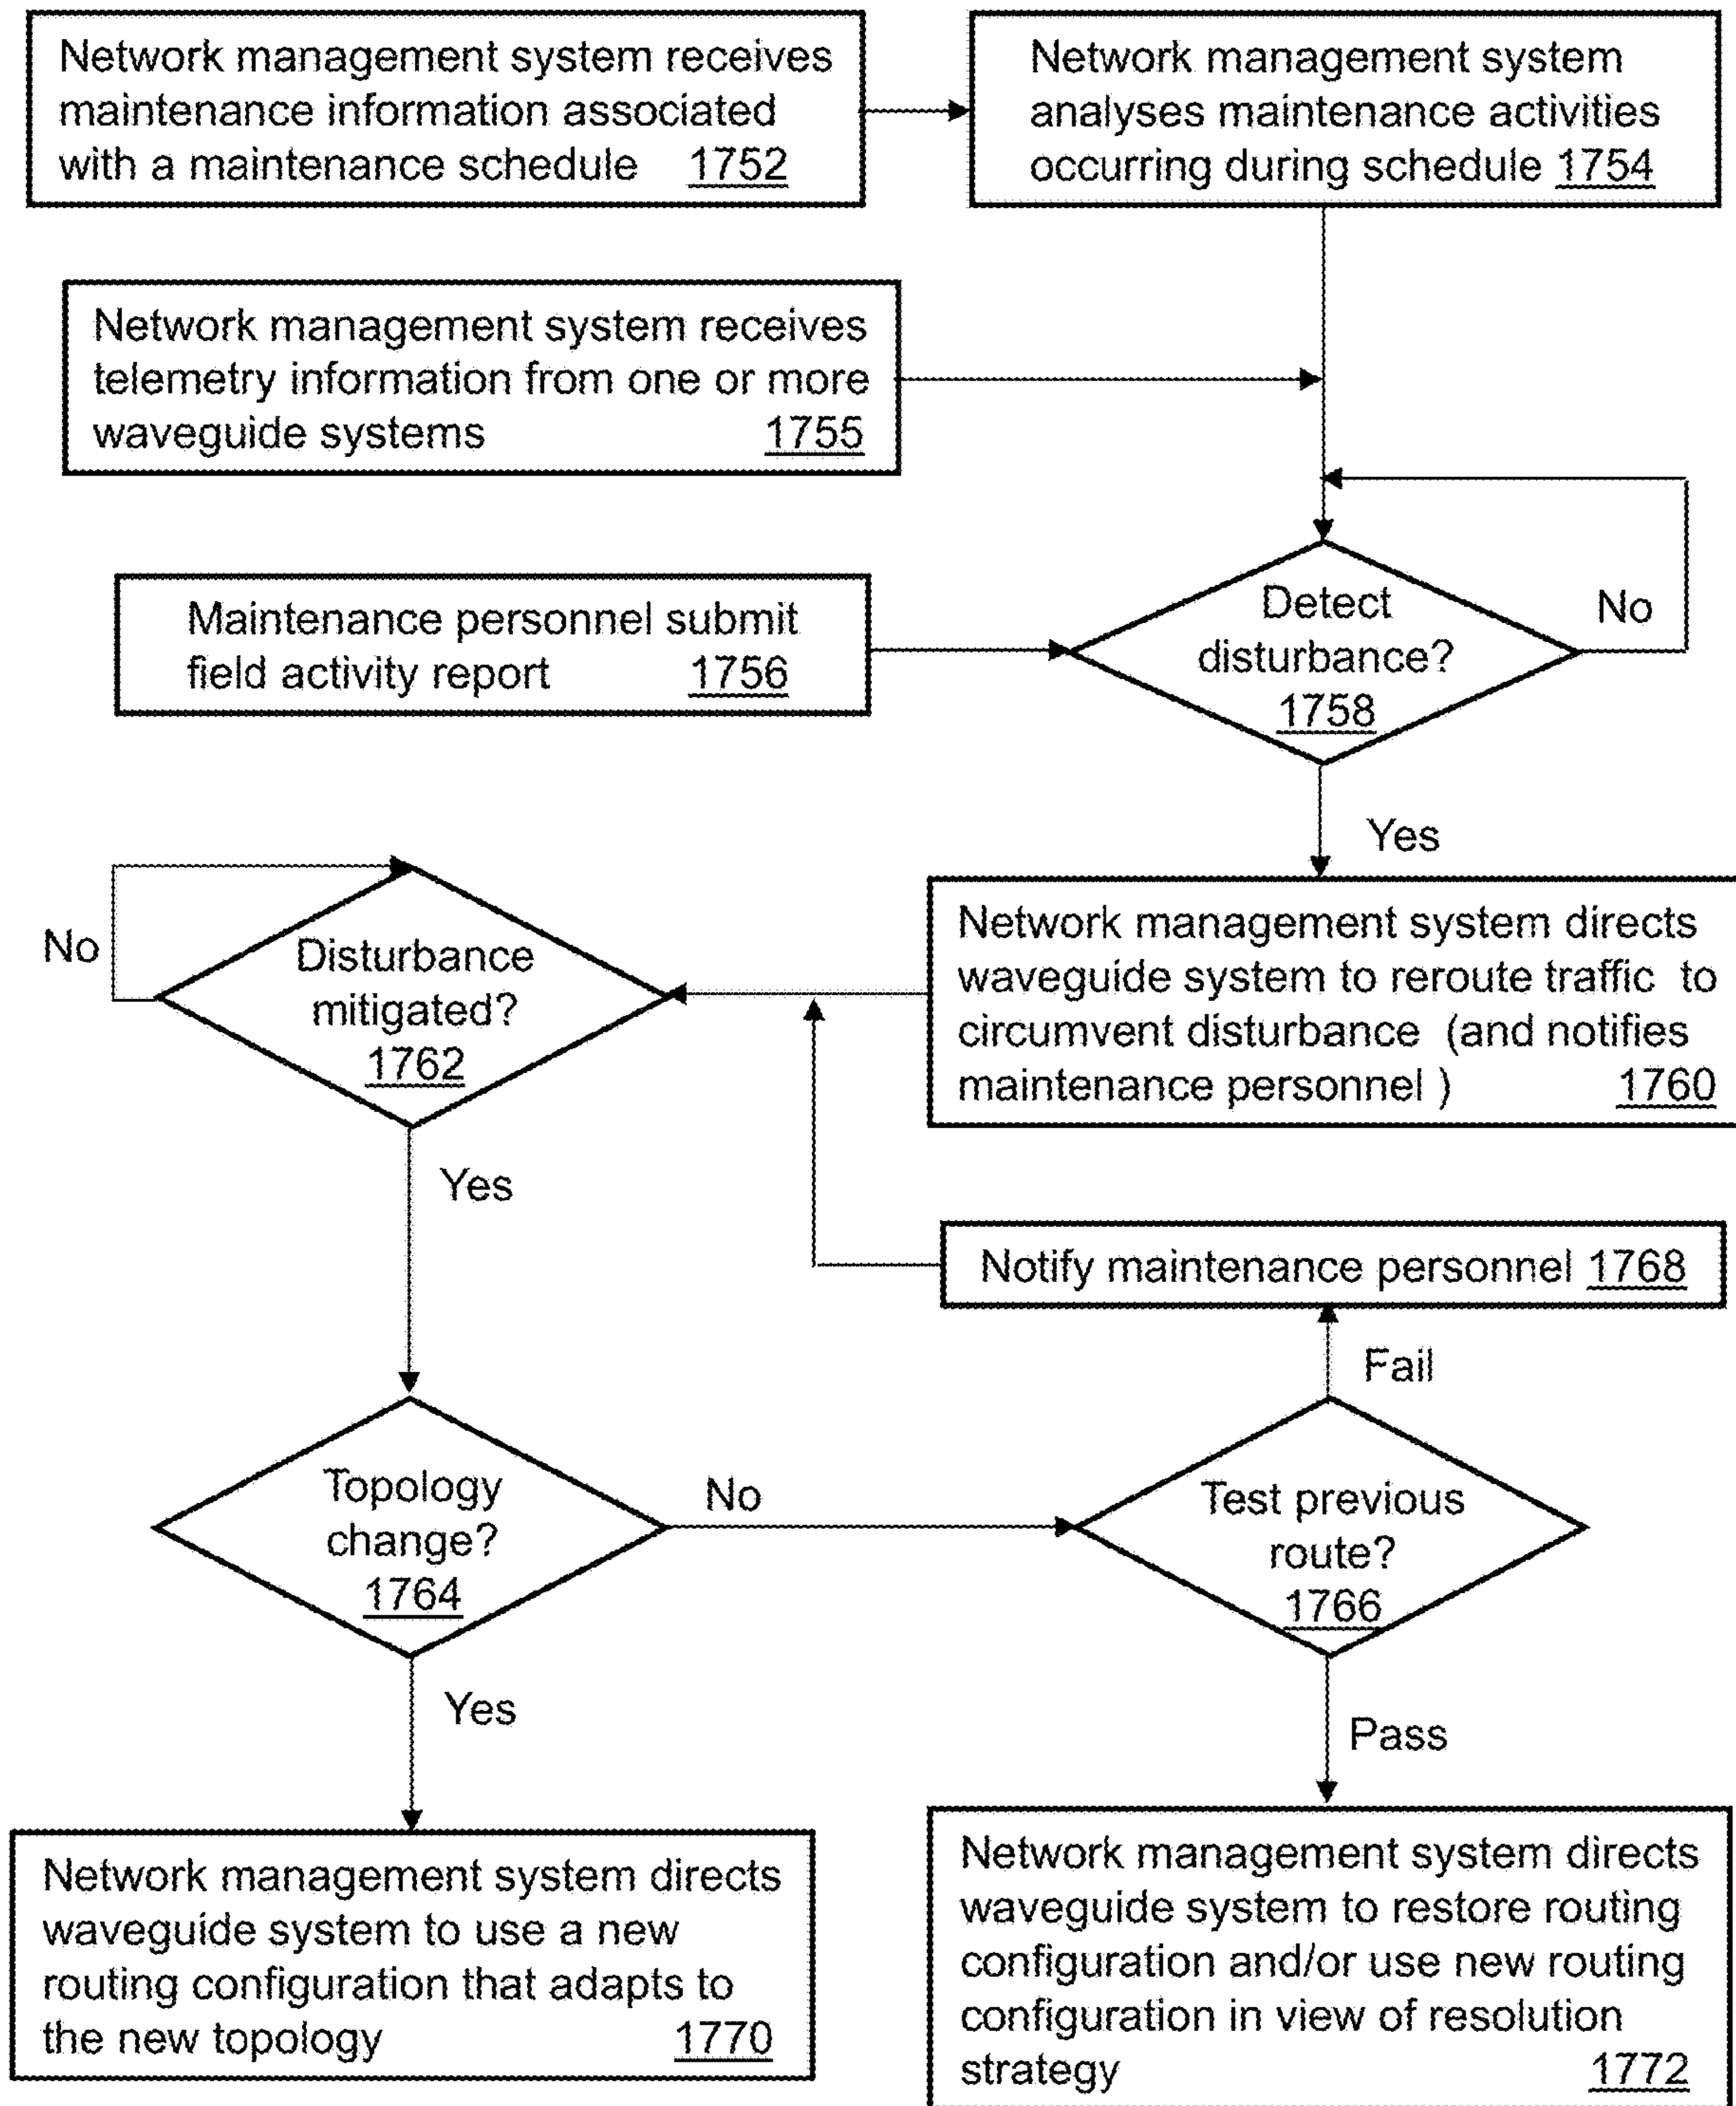 Network management system receives
maintenance information associated
with a maintenance schedule 1752
Network management system
analyses maintenance activities
occurring during schedule 1754
Network management system receives
telemetry information from one or more
waveguide systems 1755
Maintenance personnel submit
field activity report 1756
Detect
disturbance?
1758
No
Yes
Network management system directs
waveguide system to reroute traffic to
circumvent disturbance (and notifies
maintenance personnel ) 1760
No
Disturbance
mitigated?
1762
Yes
Notify maintenance personnel 1768
Fail
Topology
change?
1764
No
Test previous
route?
1766
Yes
Pass
Network management system directs
waveguide system to use a new
routing configuration that adapts to
the new topology 1770
Network management system directs
waveguide system to restore routing
configuration and/or use new routing
configuration in view of resolution
strategy 1772